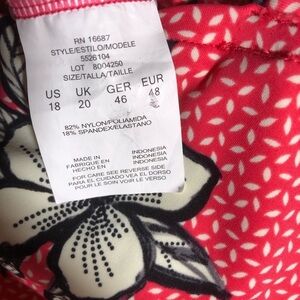 RN 16687
STYLE/ESTILO/MODELE
5526104
LOT 8004250
SIZE/TALLA/TAILLE
US UK GER EUR
18 20 46 48
82% NYLON/POLIAMIDA
18% SPANDEX/ELASTANO
MADE IN INDONESIA
FABRIQUE EN INDONESIA
HECHO EN INDONESIA
FOR CARE SEE REVERSE SIDE
PARA EL CUIDADO VEA EL DORSO
POUR LE SOIN VOIR LE DOS